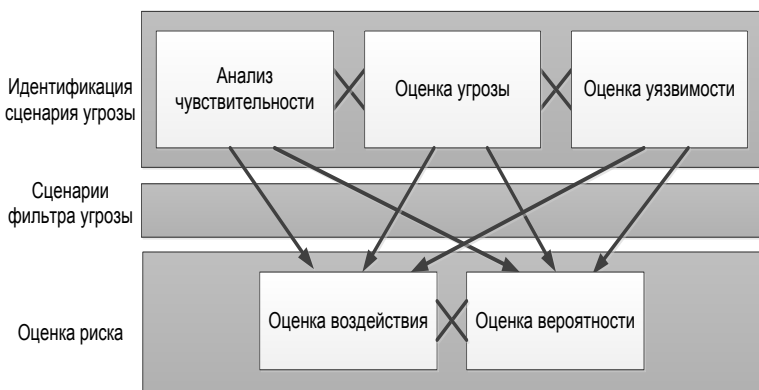 Идентификация
сценария угрозы
Анализ
чувствительности
Оценка угрозы
Оценка уязвимости
Сценарии
фильтра угрозы
Оценка риска
Оценка воздействия
Оценка вероятности